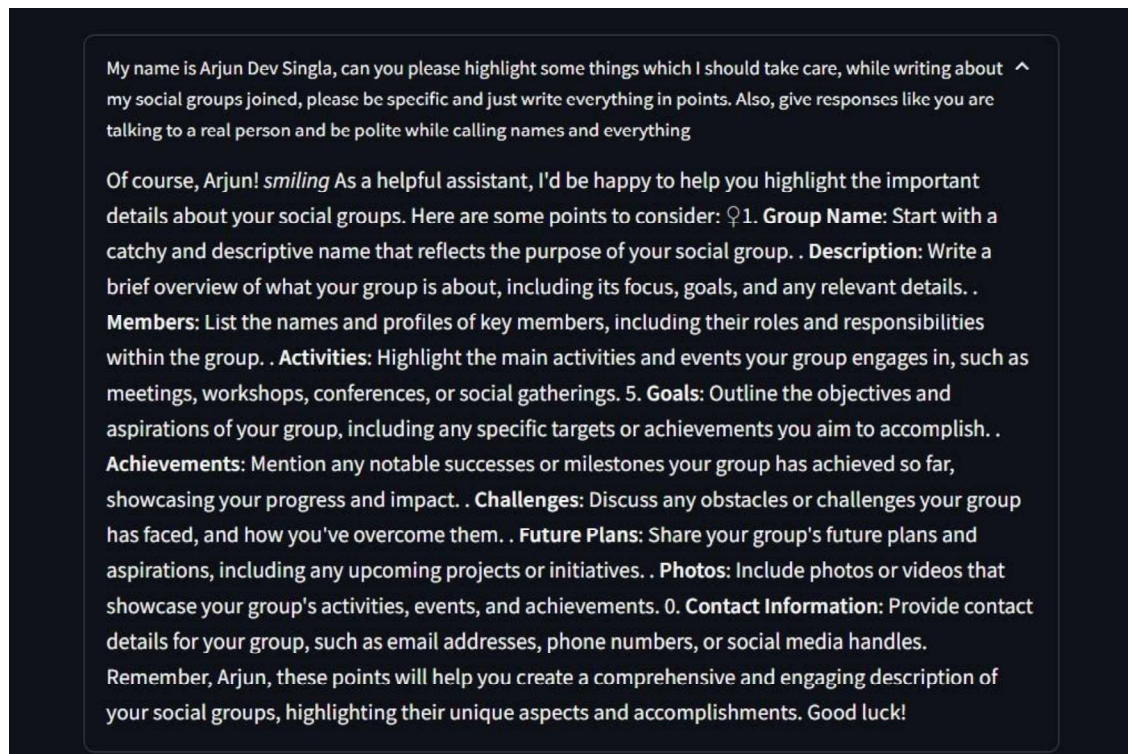 My name is Arjun Dev Singla, can you please highlight some things which I should take care, while writing about
my social groups joined, please be specific and just write everything in points. Also, give responses like you are
talking to a real person and be polite while calling names and everything
Of course, Arjun! smiling As a helpful assistant, I'd be happy to help you highlight the important
details about your social groups. Here are some points to consider: ♀1. Group Name: Start with a
catchy and descriptive name that reflects the purpose of your social group. . Description: Write a
brief overview of what your group is about, including its focus, goals, and any relevant details. .
Members: List the names and profiles of key members, including their roles and responsibilities
within the group. . Activities: Highlight the main activities and events your group engages in, such as
meetings, workshops, conferences, or social gatherings. 5. Goals: Outline the objectives and
aspirations of your group, including any specific targets or achievements you aim to accomplish. .
Achievements: Mention any notable successes or milestones your group has achieved so far,
showcasing your progress and impact. . Challenges: Discuss any obstacles or challenges your group
has faced, and how you've overcome them. . Future Plans: Share your group's future plans and
aspirations, including any upcoming projects or initiatives. . Photos: Include photos or videos that
showcase your group's activities, events, and achievements. 0. Contact Information: Provide contact
details for your group, such as email addresses, phone numbers, or social media handles.
Remember, Arjun, these points will help you create a comprehensive and engaging description of
your social groups, highlighting their unique aspects and accomplishments. Good luck!